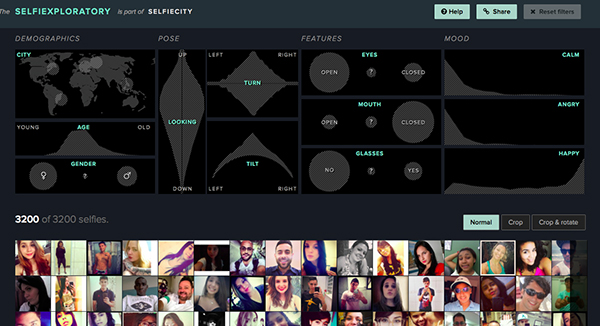 The SELFIEXPLORATORY is part of SELFIECITY
? Help
Share
✕ Reset filters
DEMOGRAPHICS
POSE
FEATURES
MOOD
CITY
YOUNG AGE OLD
GENDER
♀ ? ♂
UP
LOOKING
DOWN
LEFT RIGHT
TURN
TILT
LEFT RIGHT
EYES
OPEN ? CLOSED
MOUTH
OPEN ? CLOSED
GLASSES
NO ? YES
CALM
ANGRY
HAPPY
3200 of 3200 selfies.
Normal
Crop
Crop & rotate